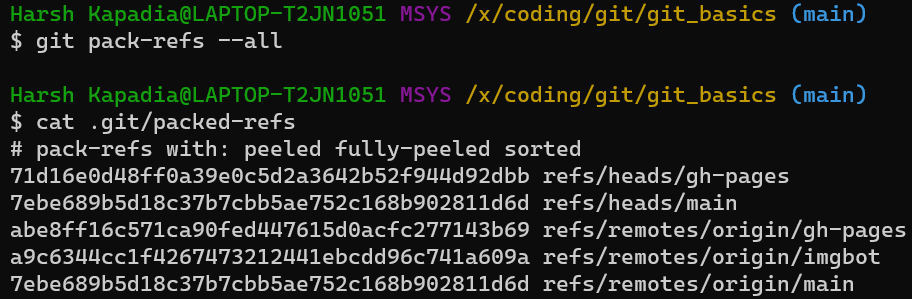 Harsh Kapadia@LAPTOP-T2JN1051 MSYS /x/coding/git/git_basics (main)
$ git pack-refs --all
Harsh Kapadia@LAPTOP-T2JN1051 MSYS /x/coding/git/git_basics (main)
$ cat .git/packed-refs
# pack-refs with: peeled fully-peeled sorted
71d16e0d48ff0a39e0c5d2a3642b52f944d92dbb refs/heads/gh-pages
7ebe689b5d18c37b7cbb5ae752c168b902811d6d refs/heads/main
abe8ff16c571ca90fed447615d0acfc277143b69 refs/remotes/origin/gh-pages
a9c6344cc1f4267473212441ebcdd96c741a609a refs/remotes/origin/imgbot
7ebe689b5d18c37b7cbb5ae752c168b902811d6d refs/remotes/origin/main